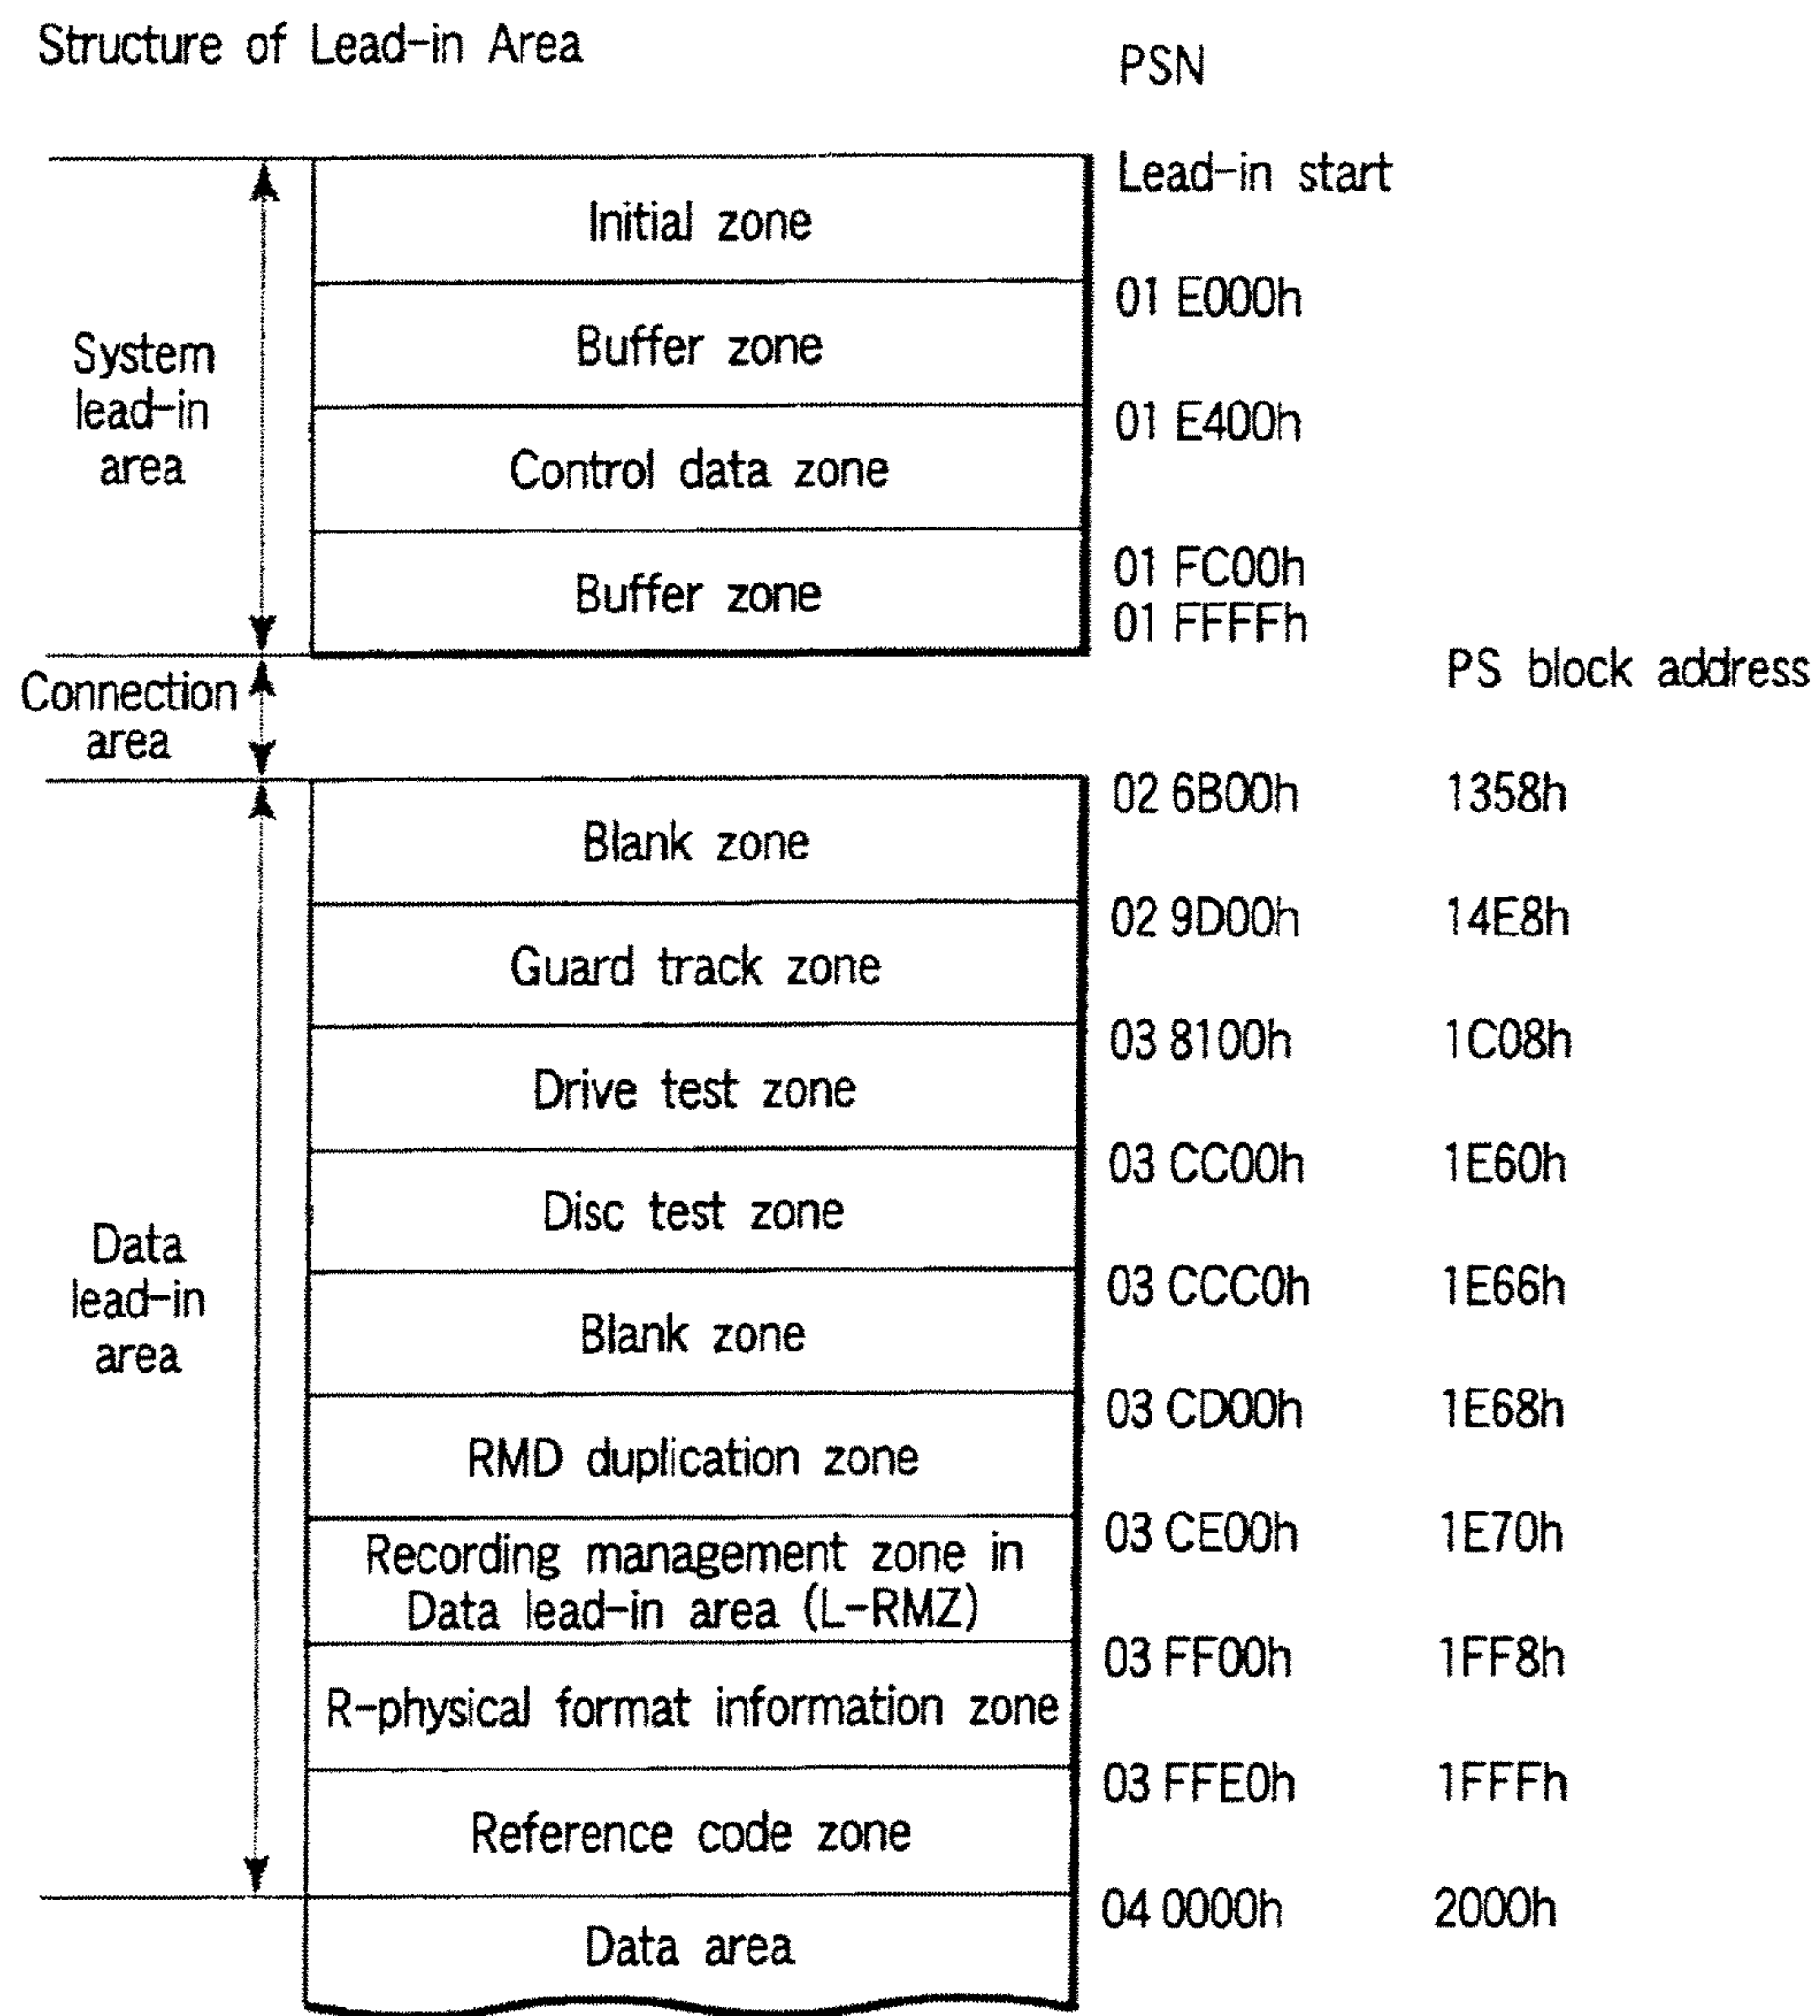 Structure of Lead-in Area
PSN
Lead-in start
Initial zone
01 E000h
System
lead-in
area
Buffer zone
01 E400h
Control data zone
01 FC00h
Buffer zone
01 FFFFh
PS block address
Connection
area
02 6B00h 1358h
Blank zone
02 9D00h 14E8h
Guard track zone
03 8100h 1C08h
Drive test zone
03 CC00h 1E60h
Disc test zone
Data
lead-in
area
03 CCC0h 1E66h
Blank zone
03 CD00h 1E68h
RMD duplication zone
03 CE00h 1E70h
Recording management zone in
Data lead-in area (L-RMZ)
03 FF00h 1FF8h
R-physical format information zone
03 FFE0h 1FFFh
Reference code zone
04 0000h 2000h
Data area